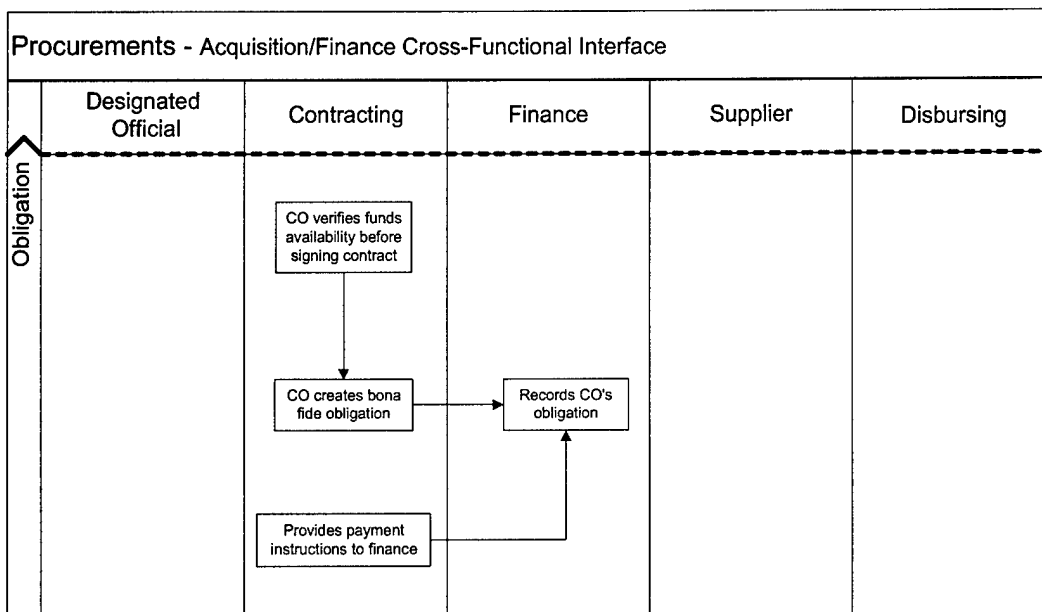 Procurements - Acquisition/Finance Cross-Functional Interface
Designated
Official
Contracting
Finance
Supplier
Disbursing
Obligation
CO verifies funds
availability before
signing contract
CO creates bona
fide obligation
Records CO's
obligation
Provides payment
instructions to finance